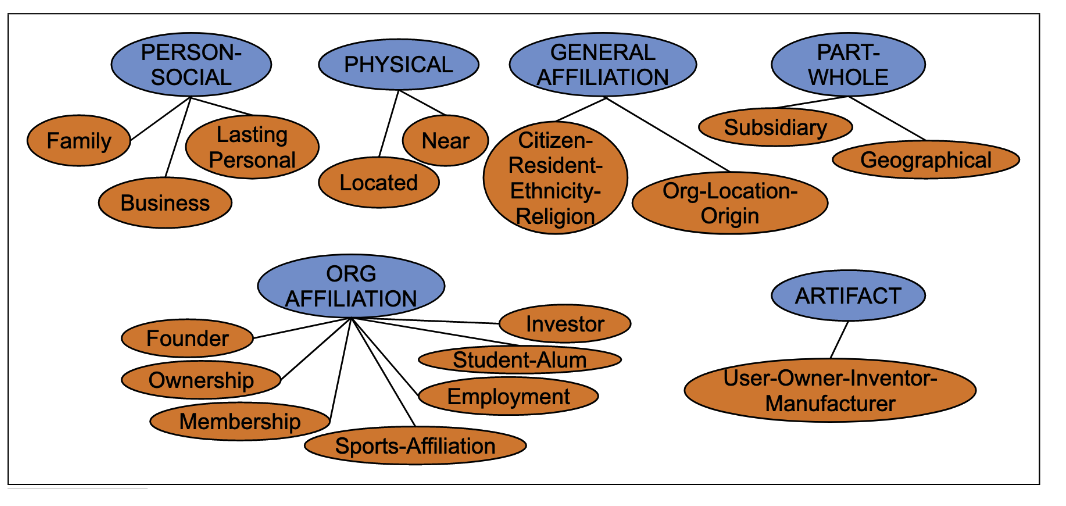 PERSON-
SOCIAL
PHYSICAL
GENERAL
AFFILIATION
PART-
WHOLE
Family
Lasting
Personal
Business
Near
Located
Citizen-
Resident-
Ethnicity-
Religion
Org-Location-
Origin
Subsidiary
Geographical
ORG
AFFILIATION
Founder
Ownership
Membership
Sports-Affiliation
Employment
Student-Alum
Investor
ARTIFACT
User-Owner-Inventor-
Manufacturer